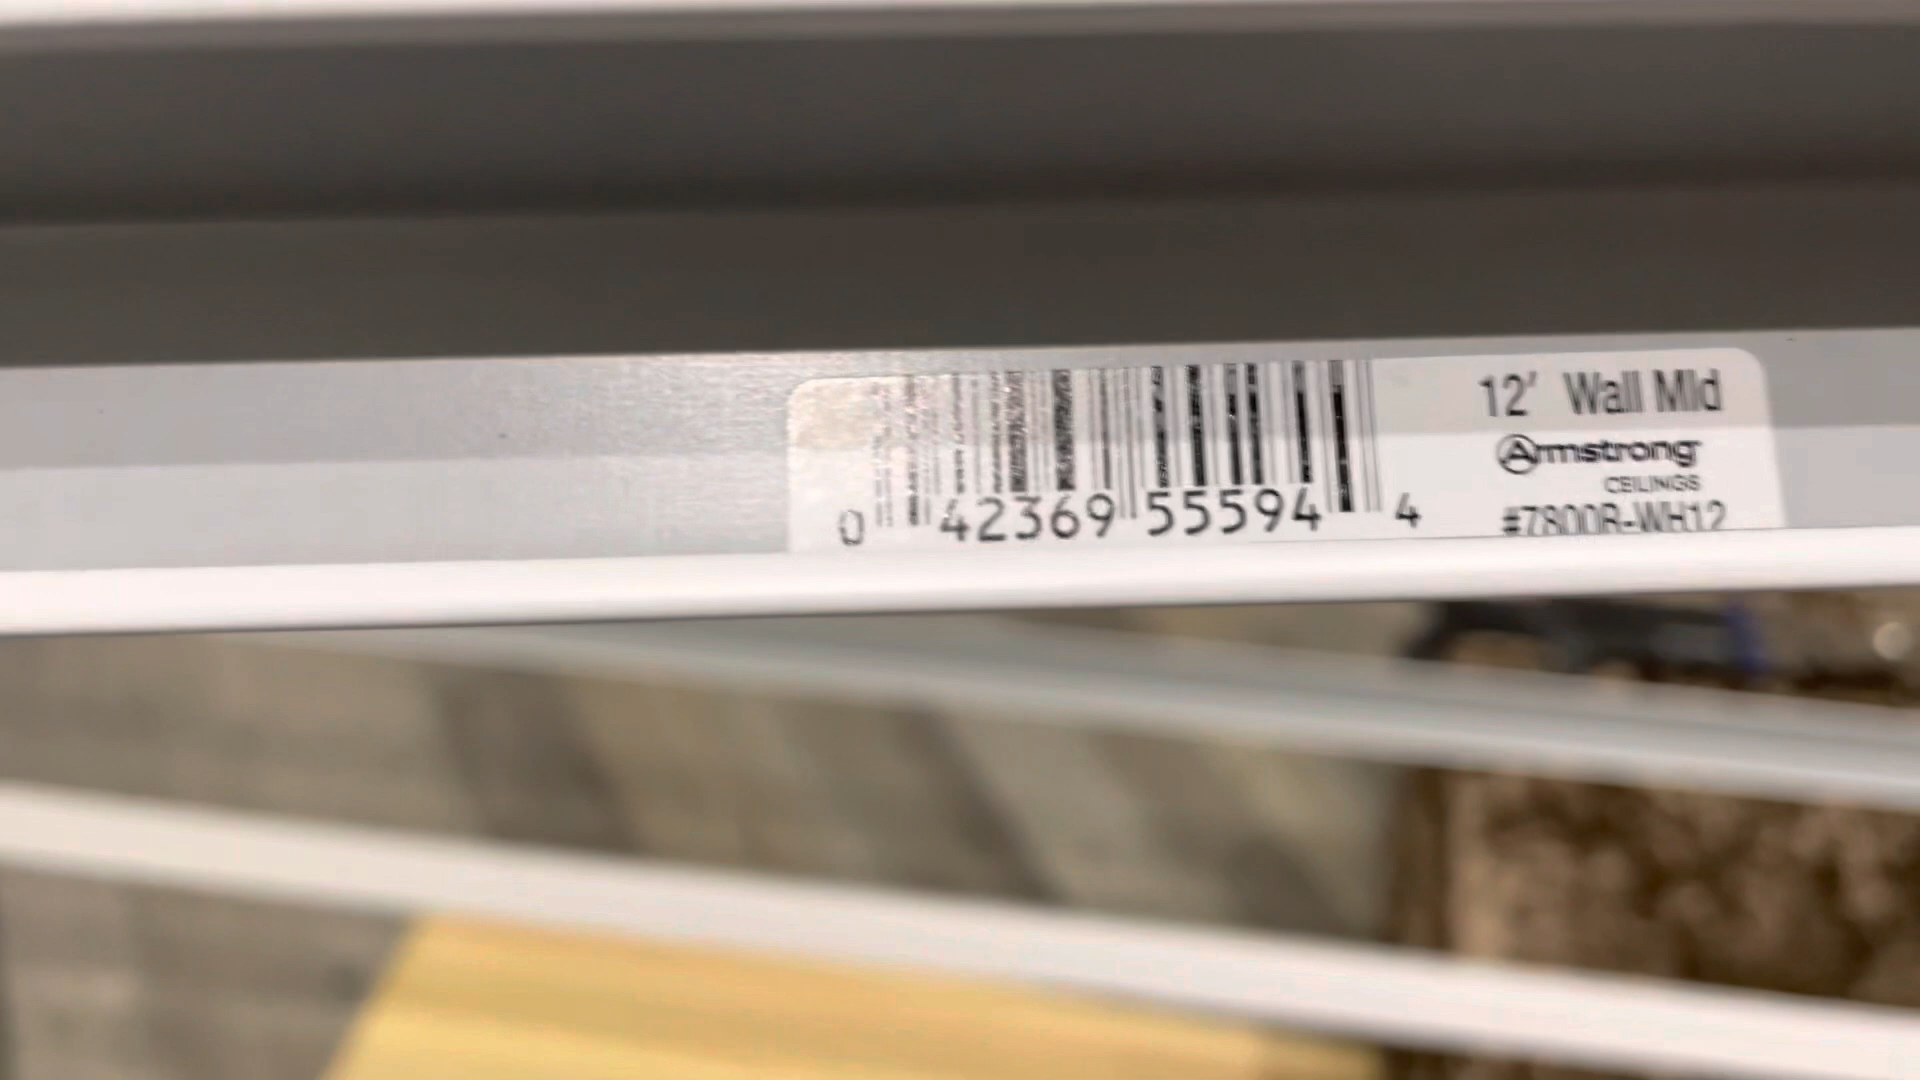 12' Wall Mld
Armstrong
CEILINGS
#7800B-WH12
0 42369 55594 4